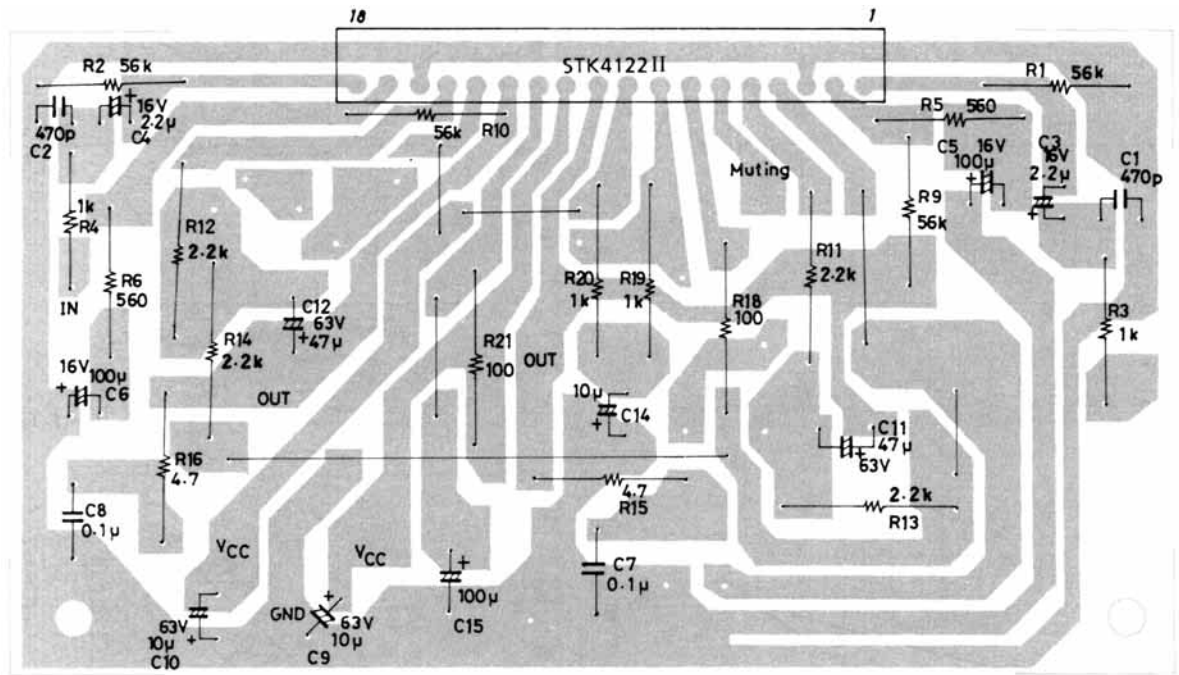 18 1
STK4122II
R2 56k
16V
2.2µ
C4
470p
C2
56k R10
R5 560
R1 56k
C5 16V
100µ
C3
16V
2.2µ
C1
470p
Muting
1k
R4
R12
2.2k
R9
56k
IN
R6
560
C12
63V
47µ
R14
2.2k
R20
1k
R19
1k
R18
100
R11
2.2k
R3
1k
R21
100
OUT
16V
100µ
C6
OUT
10µ
C14
C11
47µ
63V
R16
4.7
4.7
R15
2.2k
R13
C8
0.1µ
VCC
VCC
100µ
C15
C7
0.1µ
GND
63V
10µ
C9
63V
10µ
C10